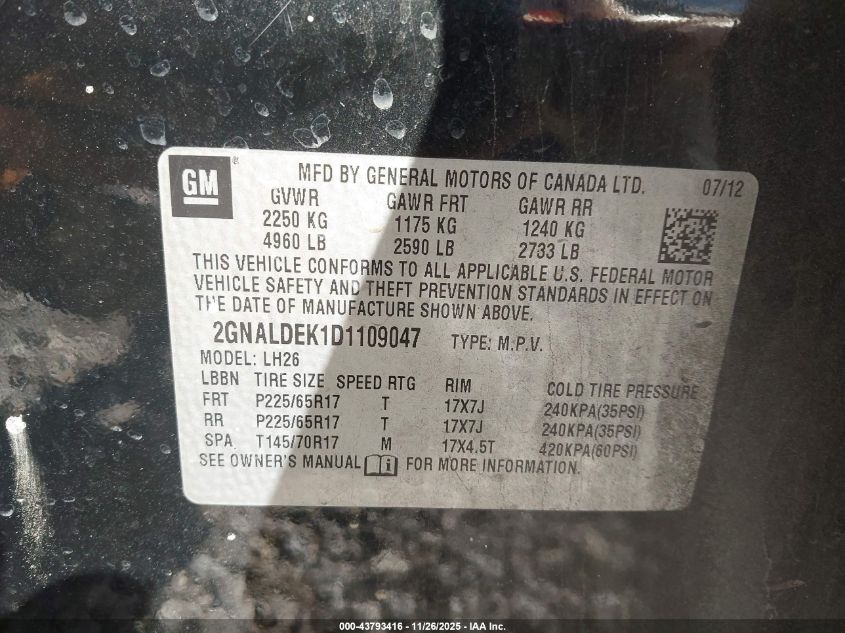 GM ®
MFD BY GENERAL MOTORS OF CANADA LTD. 07/12
GVWR GAWR FRT GAWR RR
2250 KG 1175 KG 1240 KG
4960 LB 2590 LB 2733 LB
THIS VEHICLE CONFORMS TO ALL APPLICABLE U.S. FEDERAL MOTOR
VEHICLE SAFETY AND THEFT PREVENTION STANDARDS IN EFFECT ON
THE DATE OF MANUFACTURE SHOWN ABOVE.
2GNALDEK1D1109047 TYPE: M.P.V.
MODEL: LH26
LBBN TIRE SIZE SPEED RTG RIM COLD TIRE PRESSURE
FRT P225/65R17 T 17X7J 240KPA(35PSI)
RR P225/65R17 T 17X7J 240KPA(35PSI)
SPA T145/70R17 M 17X4.5T 420KPA(60PSI)
SEE OWNER'S MANUAL FOR MORE INFORMATION.
000-43793416 - 11/26/2025 - IAA Inc.